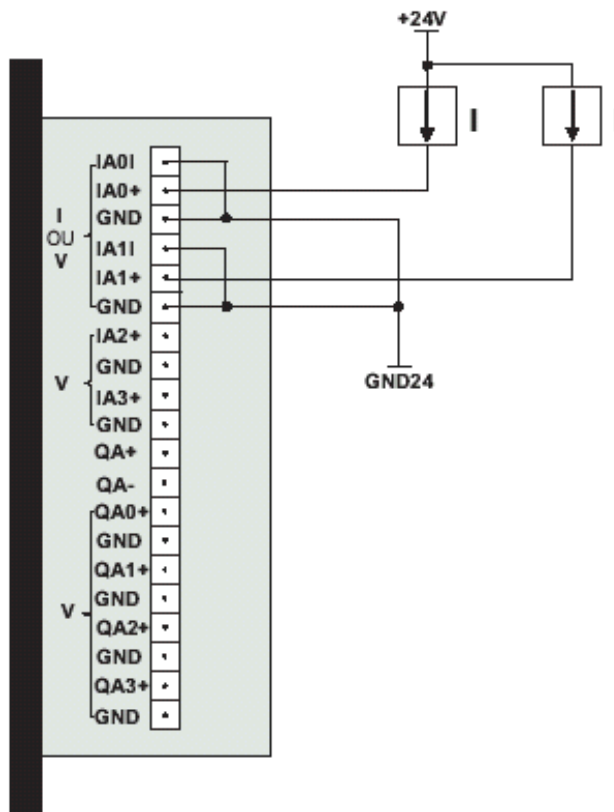 +24V
I
I
OU
V
IA0I
IA0+
GND
IA1I
IA1+
GND
V
IA2+
GND
IA3+
GND
QA+
QA-
V
QA0+
GND
QA1+
GND
QA2+
GND
QA3+
GND
GND24